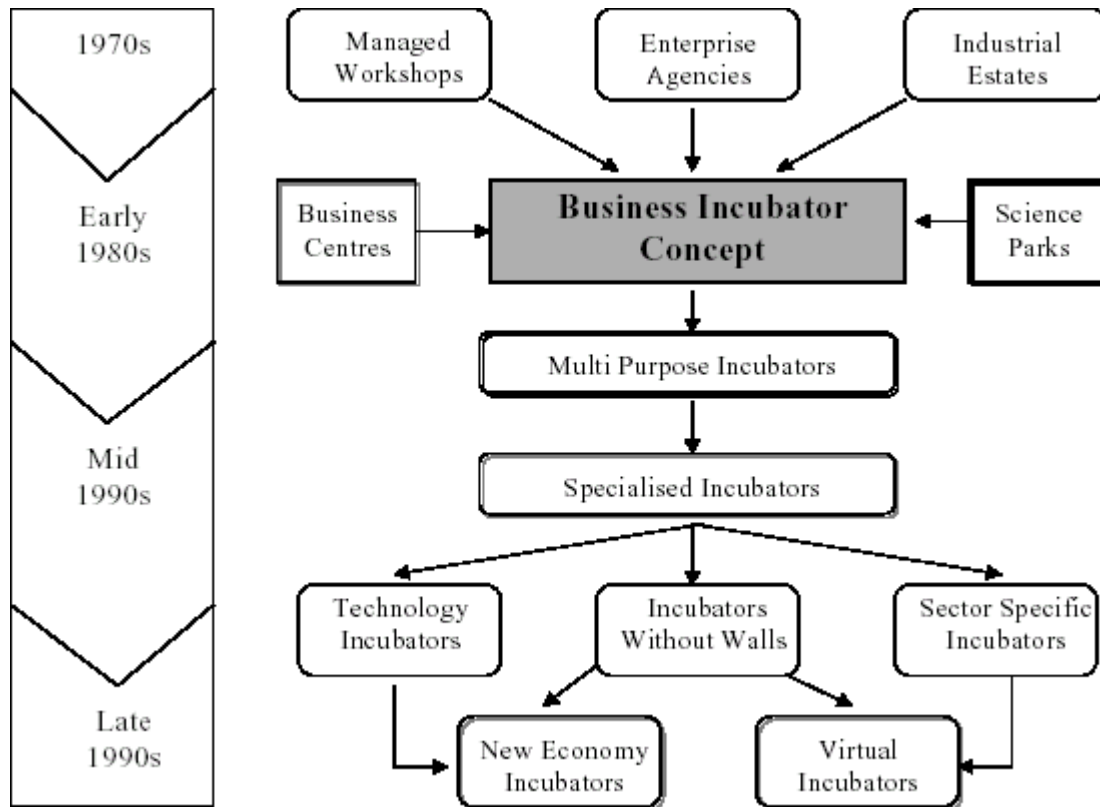 1970s
Managed
Workshops
Enterprise
Agencies
Industrial
Estates
Early
1980s
Business
Centres
Business Incubator
Concept
Science
Parks
Multi Purpose Incubators
Mid
1990s
Specialised Incubators
Technology
Incubators
Incubators
Without Walls
Sector Specific
Incubators
Late
1990s
New Economy
Incubators
Virtual
Incubators